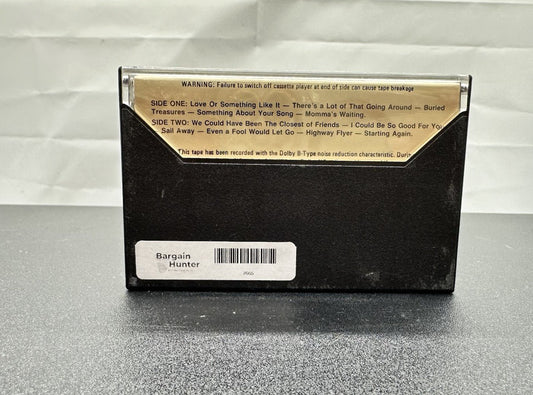 WARNING: Failure to switch off cassette player at end of side can cause tape breakage
SIDE ONE: Love Or Something Like It — There's a Lot of That Going Around — Buried
Treasures — Something About Your Song — Momma's Waiting.
SIDE TWO: We Could Have Been The Closest of Friends — I Could Be So Good For You
Sail Away — Even a Fool Would Let Go — Highway Flyer — Starting Again.
This tape has been recorded with the Dolby B-Type noise reduction characteristic. Durin
Bargain
Hunter